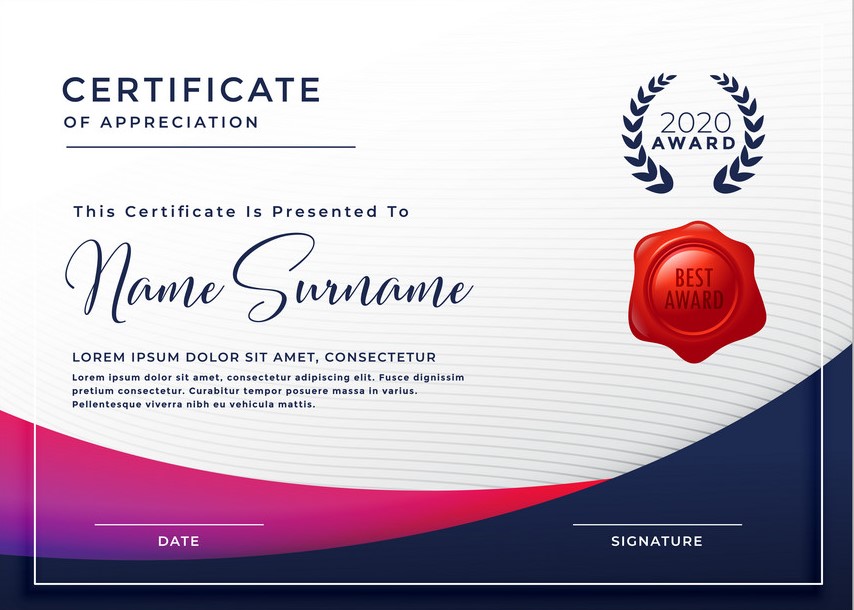 CERTIFICATE
OF APPRECIATION
2020
AWARD
This Certificate Is Presented To
Name Surname
BEST
AWARD
LOREM IPSUM DOLOR SIT AMET, CONSECTETUR
Lorem ipsum dolor sit amet, consectetur adipiscing elit. Fusce dignissim
pretium consectetur. Curabitur tempor posuere massa in varius.
Pellentesque viverra nibh eu vehicula mattis.
DATE
SIGNATURE